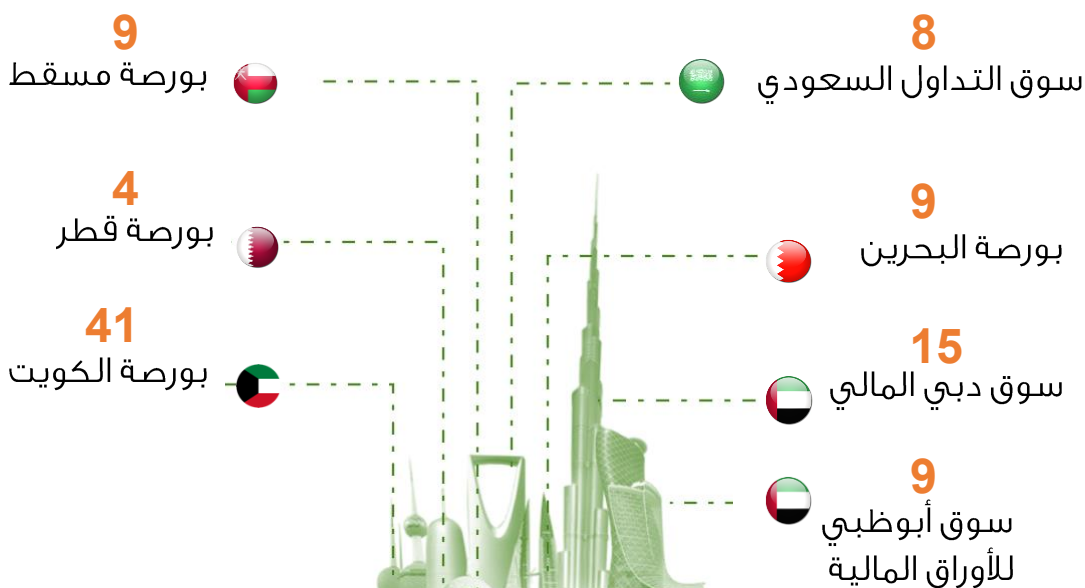 8
سوق التداول السعودي
9
بورصة البحرين
15
سوق دبي المالي
9
سوق أبوظبي
للأوراق المالية
9
بورصة مسقط
4
بورصة قطر
41
بورصة الكويت